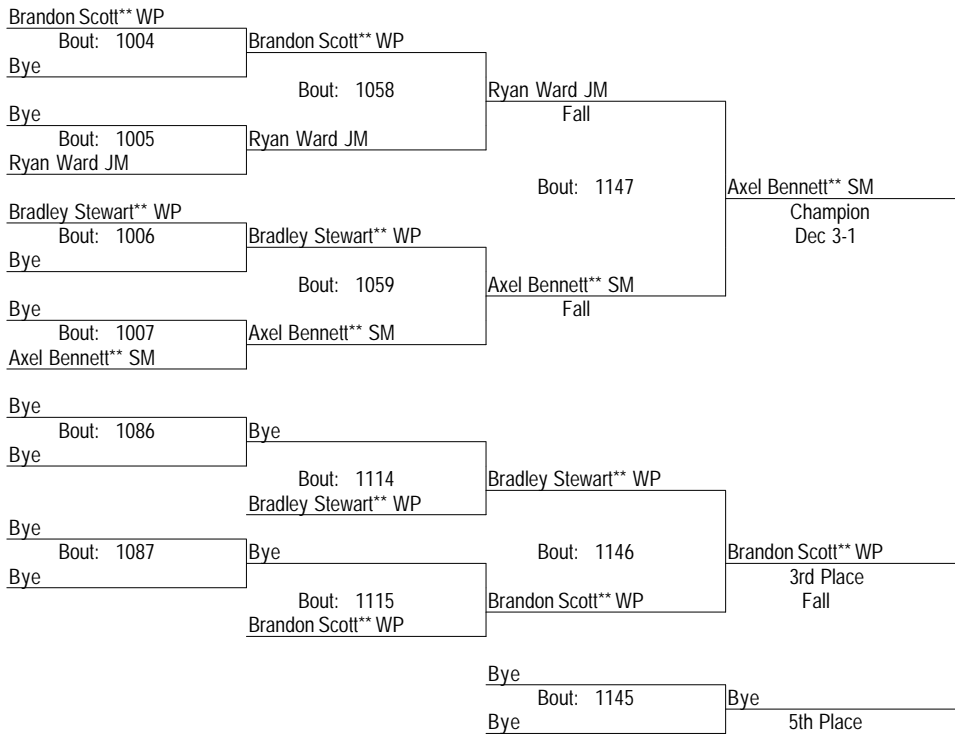 Brandon Scott** WP
Bout: 1004
Brandon Scott** WP
Bye
Bout: 1058
Ryan Ward JM
Bye
Fall
Bout: 1005
Ryan Ward JM
Ryan Ward JM
Bout: 1147
Axel Bennett** SM
Bradley Stewart** WP
Champion
Bout: 1006
Bradley Stewart** WP
Dec 3-1
Bye
Bout: 1059
Axel Bennett** SM
Bye
Fall
Bout: 1007
Axel Bennett** SM
Axel Bennett** SM
Bye
Bout: 1086
Bye
Bye
Bout: 1114
Bradley Stewart** WP
Bradley Stewart** WP
Bye
Bout: 1087
Bye
Bout: 1146
Brandon Scott** WP
Bye
3rd Place
Bout: 1115
Brandon Scott** WP
Fall
Brandon Scott** WP
Bye
Bout: 1145
Bye
Bye
5th Place